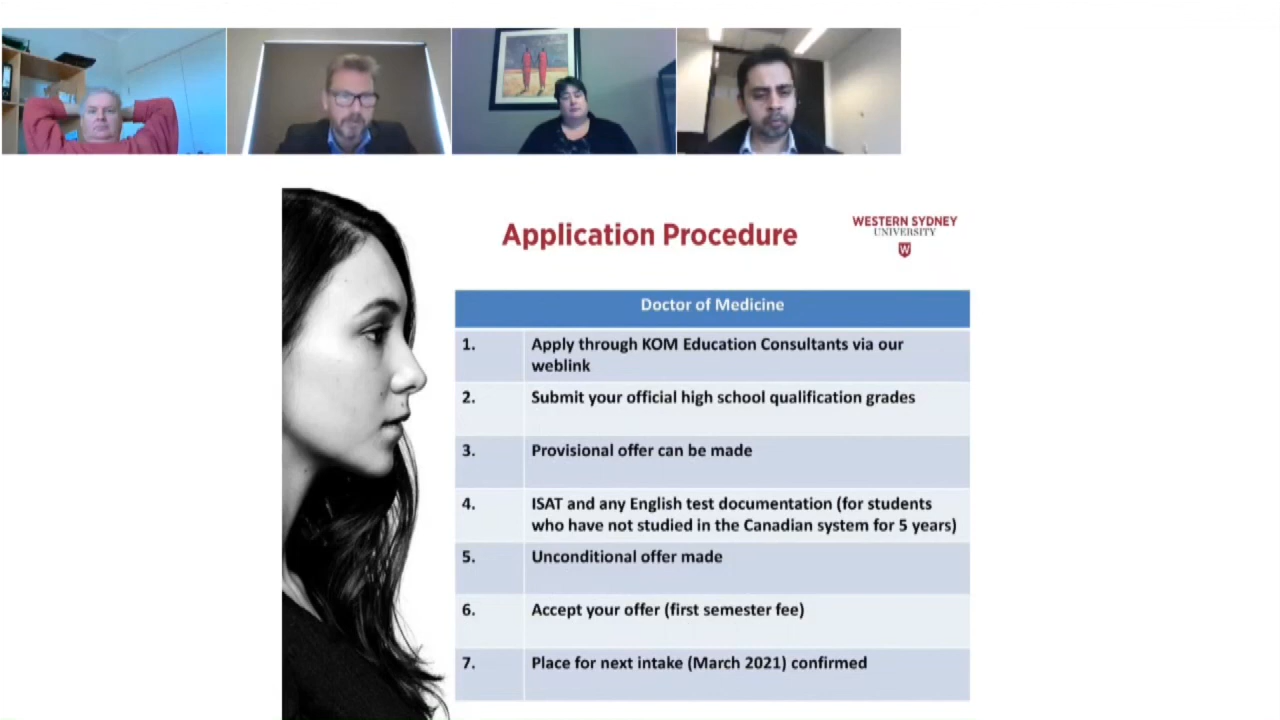 Application Procedure
WESTERN SYDNEY
UNIVERSITY
W
Doctor of Medicine
1. Apply through KOM Education Consultants via our
weblink
2. Submit your official high school qualification grades
3. Provisional offer can be made
4. ISAT and any English test documentation (for students
who have not studied in the Canadian system for 5 years)
5. Unconditional offer made
6. Accept your offer (first semester fee)
7. Place for next intake (March 2021) confirmed